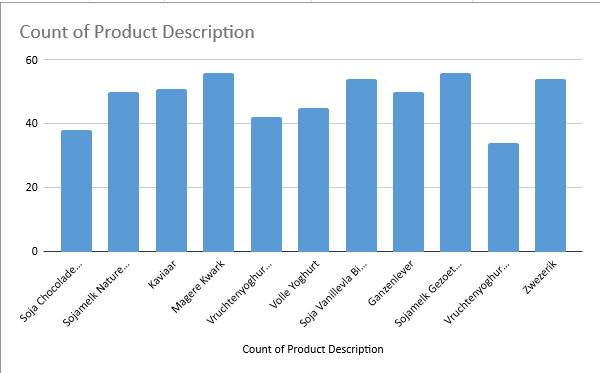 Count of Product Description
60
40
20
0
Soja Chocolade...
Sojamelk Nature...
Kaviaar
Magere Kwark
Vruchtenyoghur...
Volle Yoghurt
Soja Vanillevla Bi...
Ganzenlever
Sojamelk Gezoet...
Vruchtenyoghur...
Zwezerik
Count of Product Description